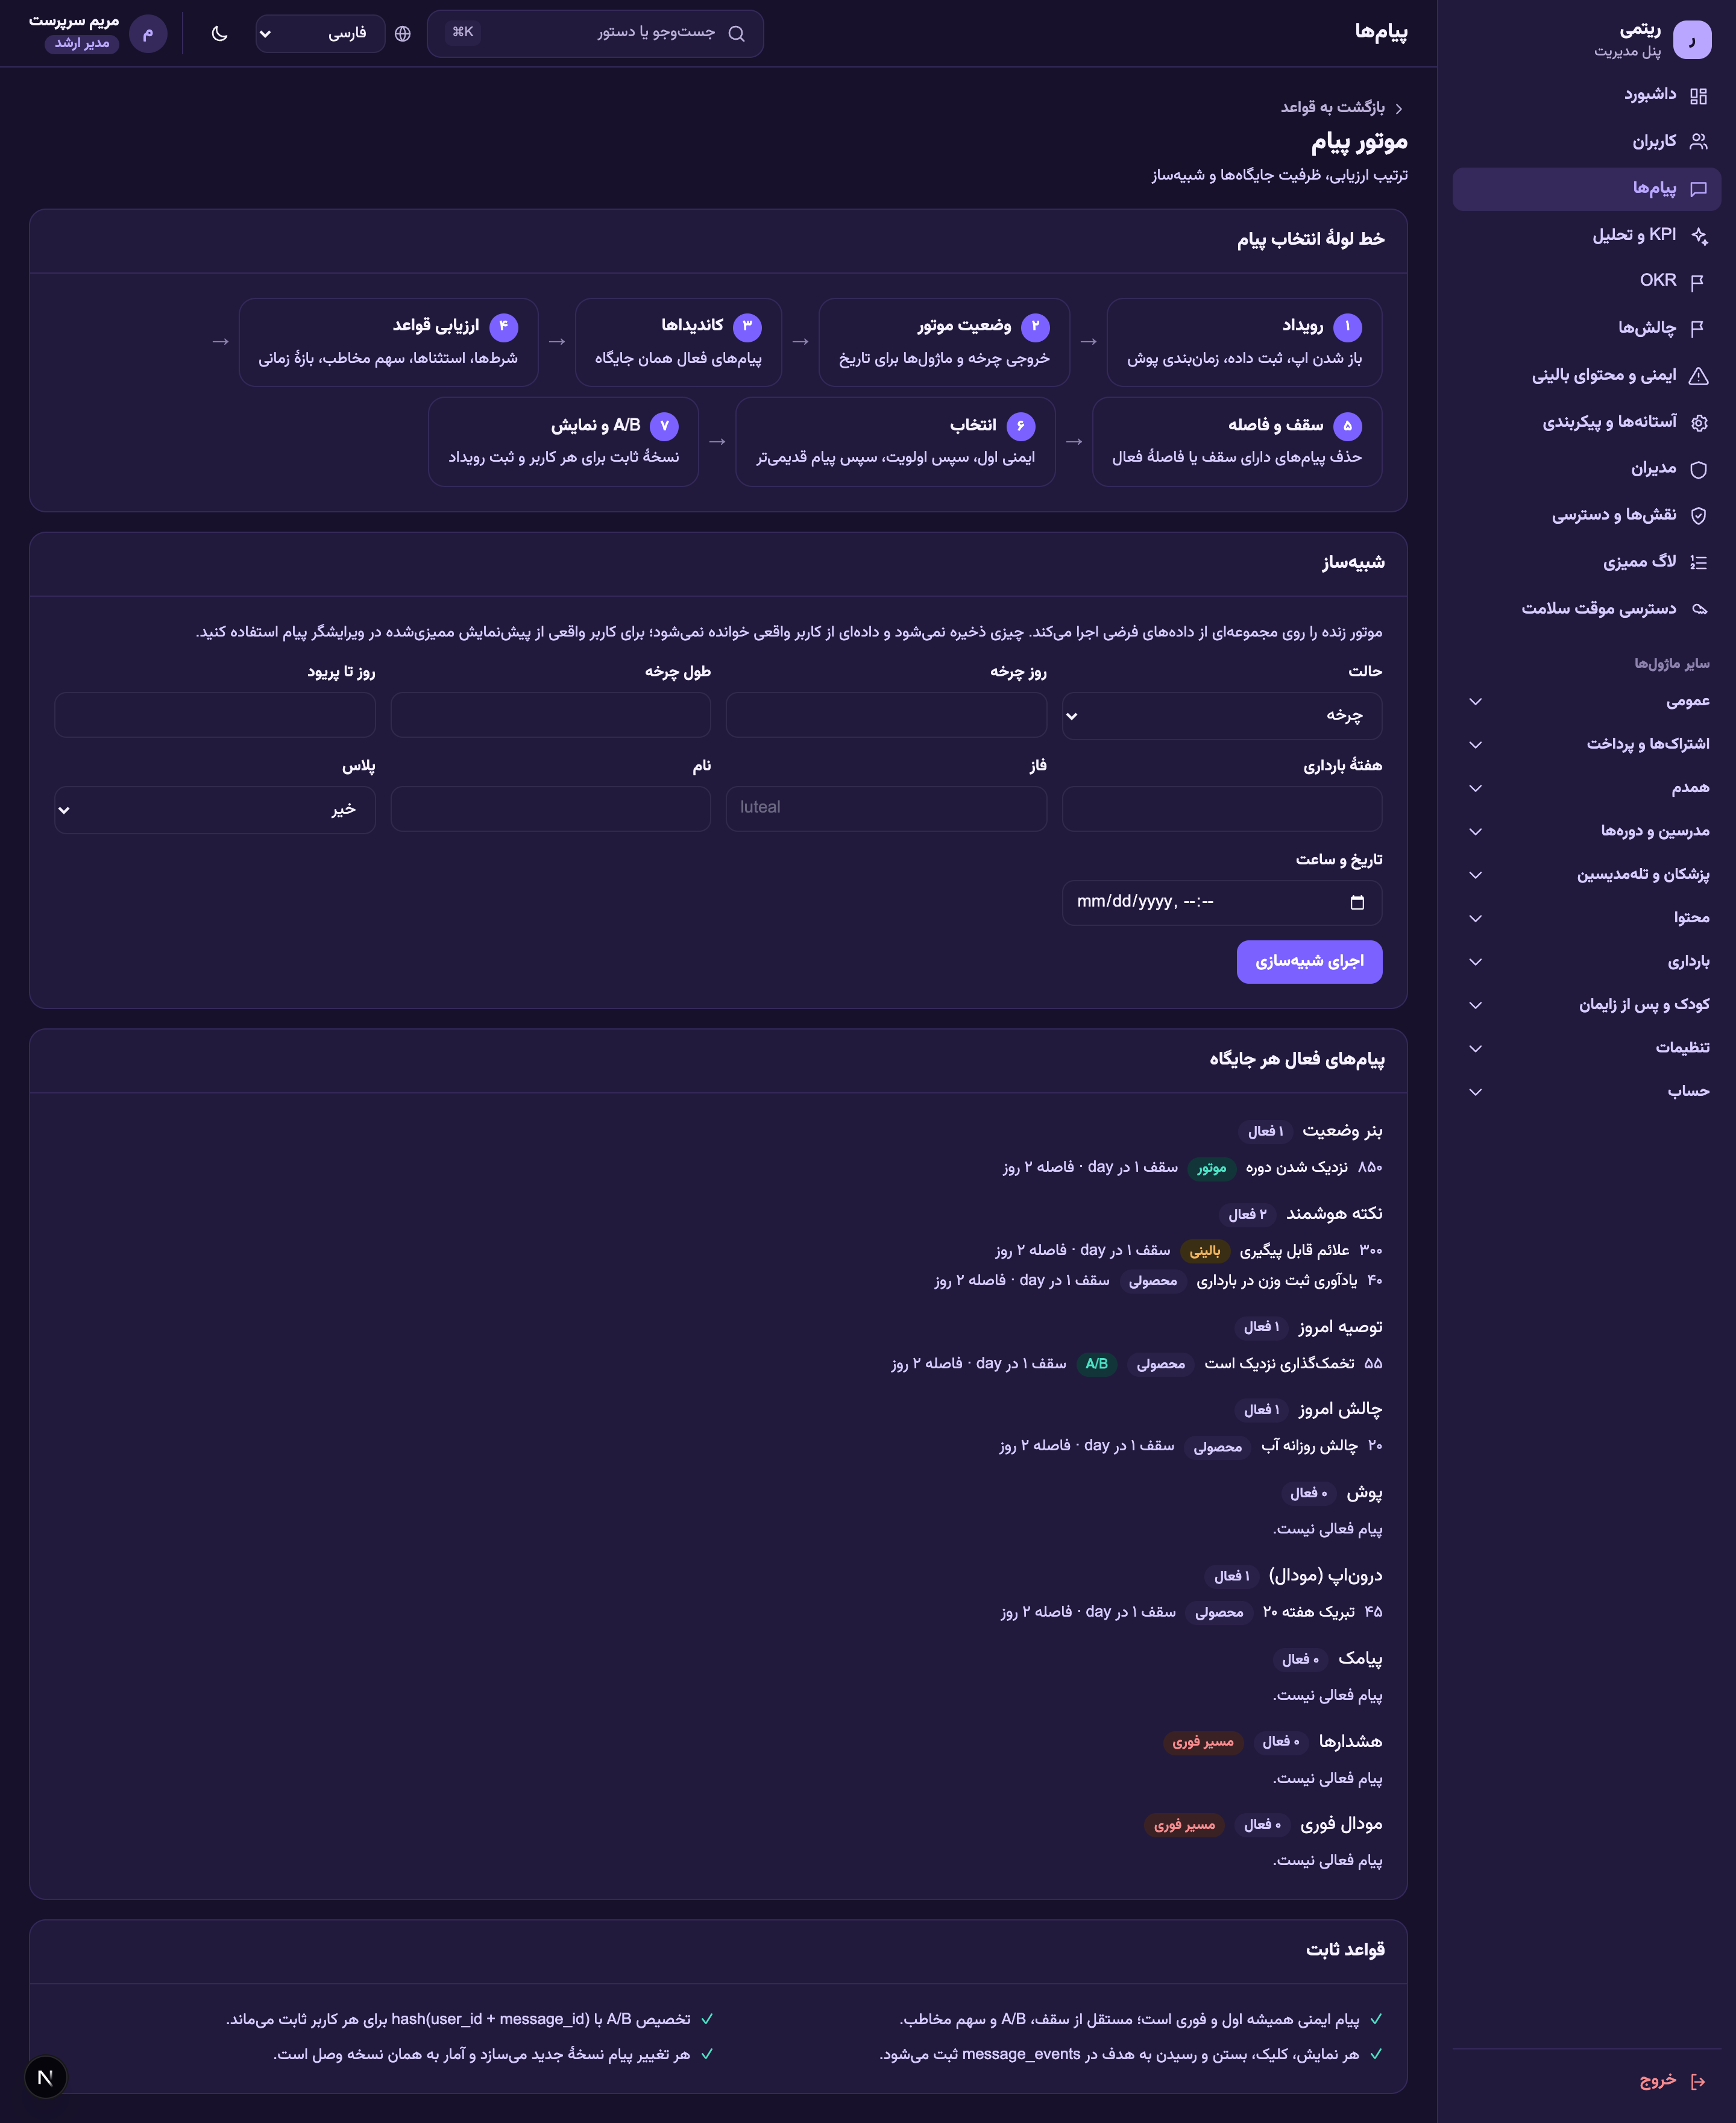 ر
ریتمی
پنل مدیریت
داشبورد
کاربران
پیام‌ها
KPI و تحلیل
OKR
چالش‌ها
ایمنی و محتوای بالینی
آستانه‌ها و پیکربندی
مدیران
نقش‌ها و دسترسی
لاگ ممیزی
دسترسی موقت سلامت
سایر ماژول‌ها
عمومی
اشتراک‌ها و پرداخت
همدم
مدرسین و دوره‌ها
پزشکان و تله‌مدیسین
محتوا
بارداری
کودک و پس از زایمان
تنظیمات
حساب
خروج
پیام‌ها
جست‌وجو یا دستور
⌘K
فارسی
م
مریم سرپرست
مدیر ارشد
بازگشت به قواعد
موتور پیام
ترتیب ارزیابی، ظرفیت جایگاه‌ها و شبیه‌ساز
خط لولهٔ انتخاب پیام
۱ رویداد
باز شدن اپ، ثبت داده، زمان‌بندی پوش
→
۲ وضعیت موتور
خروجی چرخه و ماژول‌ها برای تاریخ
→
۳ کاندیداها
پیام‌های فعال همان جایگاه
→
۴ ارزیابی قواعد
شرط‌ها، استثناها، سهم مخاطب، بازهٔ زمانی
→
۵ سقف و فاصله
حذف پیام‌های دارای سقف یا فاصلهٔ فعال
→
۶ انتخاب
ایمنی اول، سپس اولویت، سپس پیام قدیمی‌تر
→
۷ A/B و نمایش
نسخهٔ ثابت برای هر کاربر و ثبت رویداد
شبیه‌ساز
موتور زنده را روی مجموعه‌ای از داده‌های فرضی اجرا می‌کند. چیزی ذخیره نمی‌شود و داده‌ای از کاربر واقعی خوانده نمی‌شود؛ برای کاربر واقعی از پیش‌نمایش ممیزی‌شده در ویرایشگر پیام استفاده کنید.
حالت
چرخه
روز چرخه
طول چرخه
روز تا پریود
هفتهٔ بارداری
فاز
luteal
نام
پلاس
خیر
تاریخ و ساعت
mm/dd/yyyy, --:--
اجرای شبیه‌سازی
پیام‌های فعال هر جایگاه
بنر وضعیت ۱ فعال
۸۵۰ نزدیک شدن دوره موتور سقف ۱ در day · فاصله ۲ روز
نکته هوشمند ۲ فعال
۳۰۰ علائم قابل پیگیری بالینی سقف ۱ در day · فاصله ۲ روز
۴۰ یادآوری ثبت وزن در بارداری محصولی سقف ۱ در day · فاصله ۲ روز
توصیه امروز ۱ فعال
۵۵ تخمک‌گذاری نزدیک است محصولی A/B سقف ۱ در day · فاصله ۲ روز
چالش امروز ۱ فعال
۲۰ چالش روزانه آب محصولی سقف ۱ در day · فاصله ۲ روز
پوش ۰ فعال
پیام فعالی نیست.
درون‌اپ (مودال) ۱ فعال
۴۵ تبریک هفته ۲۰ محصولی سقف ۱ در day · فاصله ۲ روز
پیامک ۰ فعال
پیام فعالی نیست.
هشدارها ۰ فعال مسیر فوری
پیام فعالی نیست.
مودال فوری ۰ فعال مسیر فوری
پیام فعالی نیست.
قواعد ثابت
✓ پیام ایمنی همیشه اول و فوری است؛ مستقل از سقف، A/B و سهم مخاطب.
✓ تخصیص A/B با hash(user_id + message_id) برای هر کاربر ثابت می‌ماند.
✓ هر نمایش، کلیک، بستن و رسیدن به هدف در message_events ثبت می‌شود.
✓ هر تغییر پیام نسخهٔ جدید می‌سازد و آمار به همان نسخه وصل است.
N